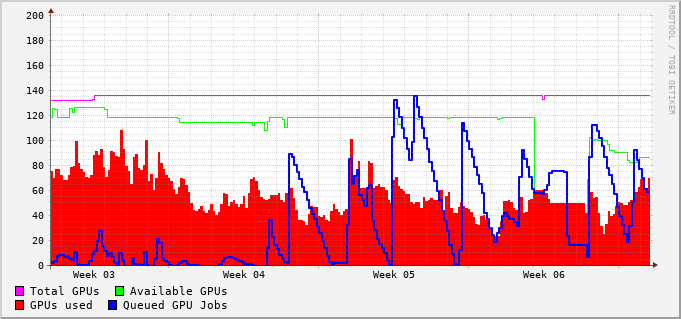 200
180
160
140
120
100
80
60
40
20
0
Week 03 Week 04 Week 05 Week 06
Total GPUs Available GPUs
GPUs used Queued GPU Jobs
RRDTOOL / TOBI OETIKER